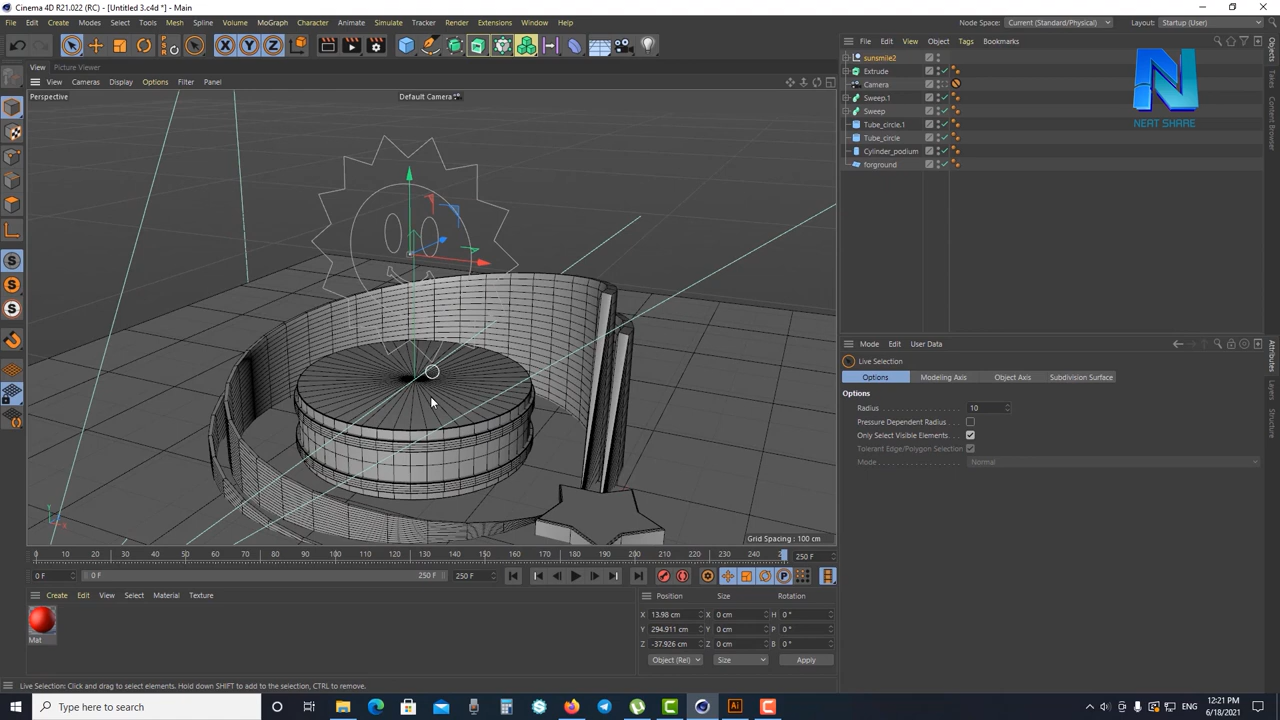 CINEMA 4D R21.022 (RC) - [Untitled 3.c4d *] - Main
File Edit Create Modes Select Tools Mesh Spline Volume MoGraph Character Animate Simulate Tracker Render Extensions Window Help
Node Space: Current (Standard/Physical) Layout: Startup (User)
View Picture Viewer
View Cameras Display Options Filter Panel
Perspective
Default Camera
Grid Spacing : 100 cm
File Edit View Object Tags Bookmarks
sunsmile2
Extrude
Camera
Sweep.1
Sweep
Tube_circle.1
Tube_circle
Cylinder_podium
forground
NERT SHARE
Objects
Takes
Content Browser
Mode Edit User Data
Live Selection
Options Modeling Axis Object Axis Subdivision Surface
Options
Radius 10
Pressure Dependent Radius
Only Select Visible Elements
Tolerant Edge/Polygon Selection
Mode Normal
Attributes
Layers
Structure
0 10 20 30 40 50 60 70 80 90 100 110 120 130 140 150 160 170 180 190 200 210 220 230 240 250 F
0 F 0 F 250 F 250 F
Create Edit View Select Material Texture
Mat
Position Size Rotation
X 13.98 cm X 0 cm H 0 °
Y 294.911 cm Y 0 cm P 0 °
Z -37.926 cm Z 0 cm B 0 °
Object (Rel) Size Apply
Live Selection: Click and drag to select elements. Hold down SHIFT to add to the selection, CTRL to remove.
Type here to search
ENG
12:21 PM
6/18/2021